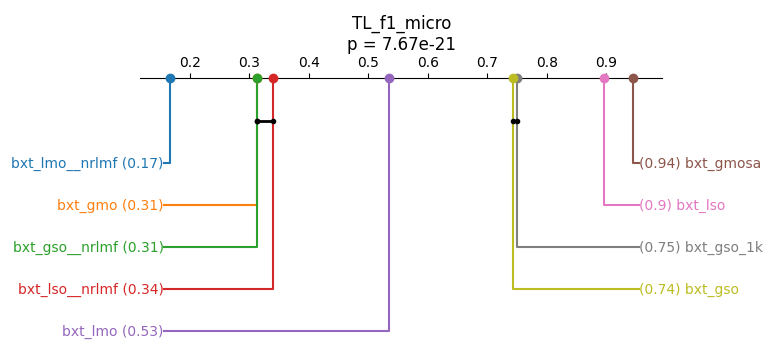 TL_f1_micro
p = 7.67e-21
0.2 0.3 0.4 0.5 0.6 0.7 0.8 0.9
bxt_lmo__nrlmf (0.17) (0.94) bxt_gmosa
bxt_gmo (0.31) (0.9) bxt_lso
bxt_gso__nrlmf (0.31) (0.75) bxt_gso_1k
bxt_lso__nrlmf (0.34) (0.74) bxt_gso
bxt_lmo (0.53)